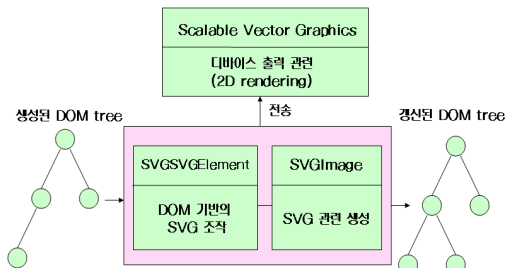 Scalable Vector Graphics
디바이스 출력 관련
(2D rendering)
생성된 DOM tree
전송
갱신된 DOM tree
SVGSVGElement
DOM 기반의
SVG 조작
SVGImage
SVG 관련 생성